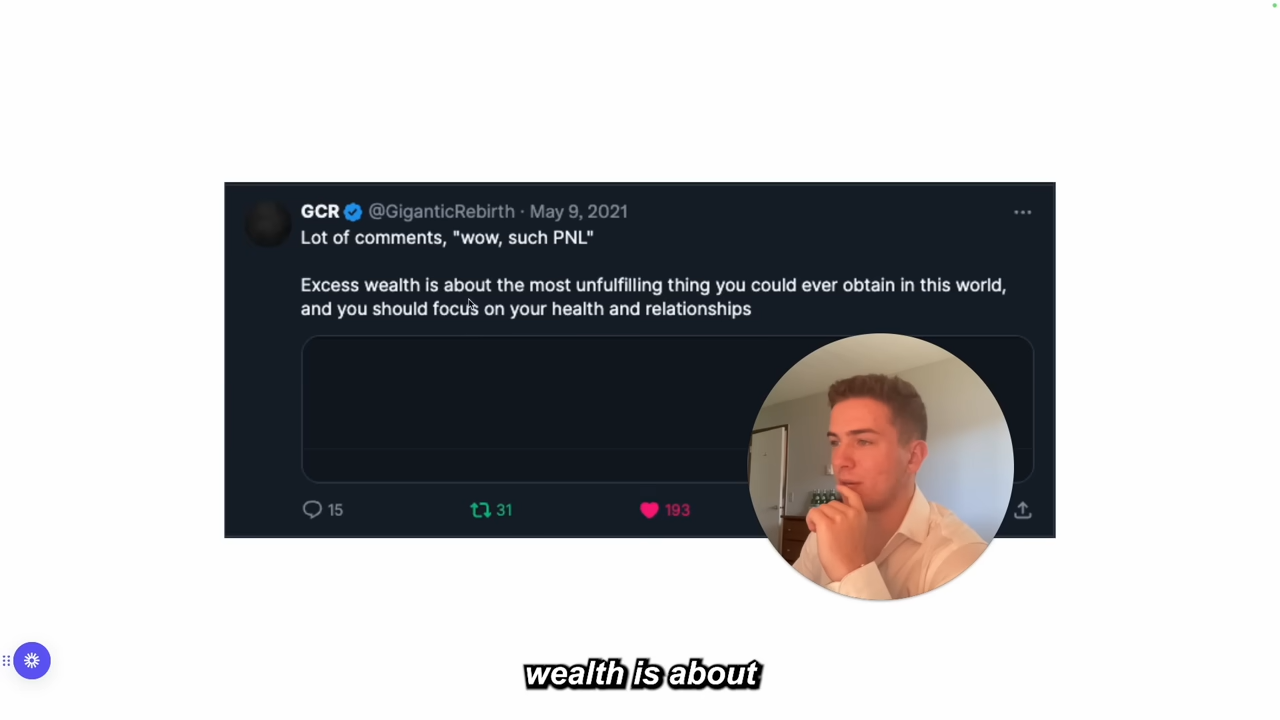 GCR @GiganticRebirth · May 9, 2021
Lot of comments, "wow, such PNL"
Excess wealth is about the most unfulfilling thing you could ever obtain in this world,
and you should focus on your health and relationships
15 31 193
wealth is about